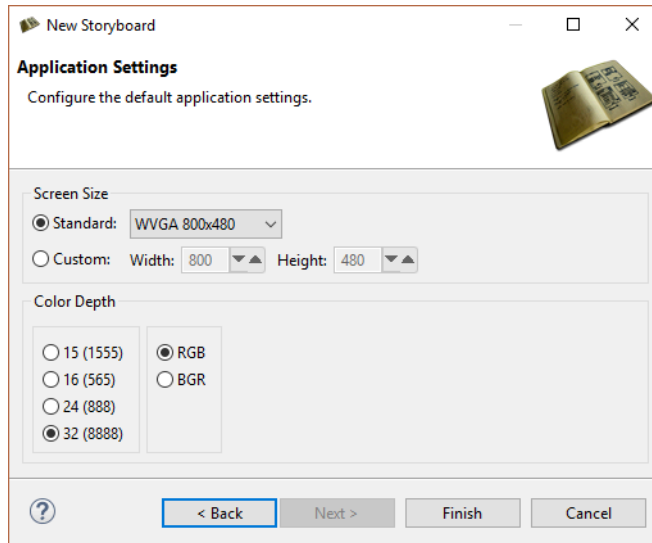 New Storyboard
Application Settings
Configure the default application settings.
Screen Size
Standard: WVGA 800x480
Custom: Width: 800 Height: 480
Color Depth
15 (1555) RGB
16 (565) BGR
24 (888)
32 (8888)
? < Back Next > Finish Cancel